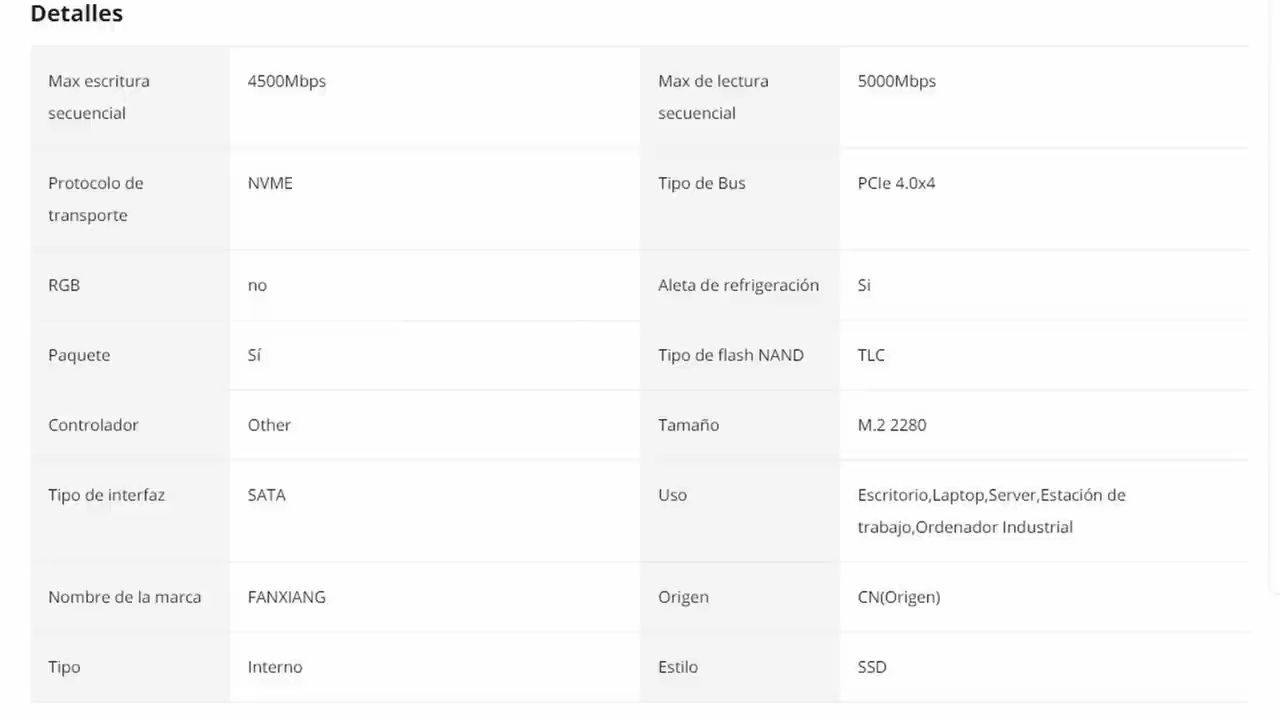 Detalles
Max escritura
secuencial
4500Mbps
Max de lectura
secuencial
5000Mbps
Protocolo de
transporte
NVME
Tipo de Bus
PCIe 4.0x4
RGB
no
Aleta de refrigeración
Si
Paquete
Sí
Tipo de flash NAND
TLC
Controlador
Other
Tamaño
M.2 2280
Tipo de interfaz
SATA
Uso
Escritorio,Laptop,Server,Estación de
trabajo,Ordenador Industrial
Nombre de la marca
FANXIANG
Origen
CN(Origen)
Tipo
Interno
Estilo
SSD